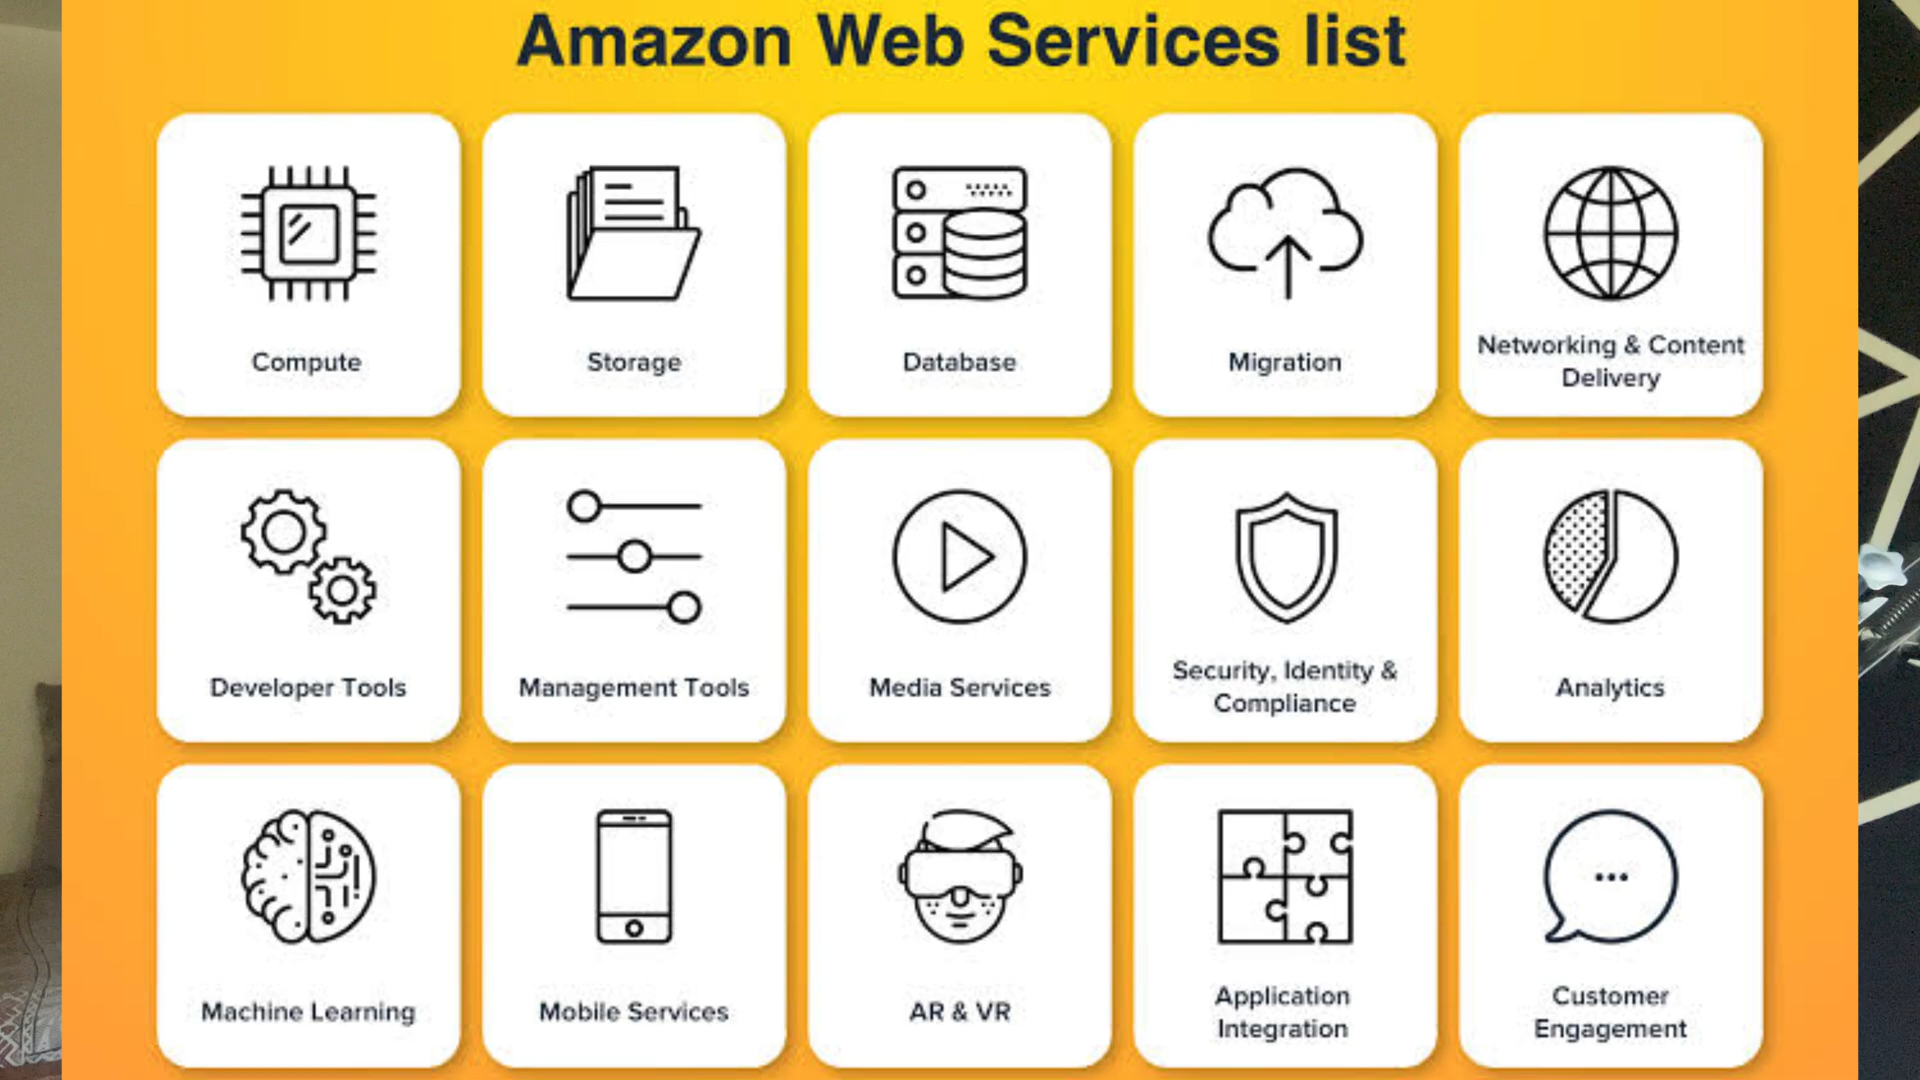 Amazon Web Services list
Compute
Storage
Database
Migration
Networking & Content
Delivery
Developer Tools
Management Tools
Media Services
Security, Identity &
Compliance
Analytics
Machine Learning
Mobile Services
AR & VR
Application
Integration
Customer
Engagement